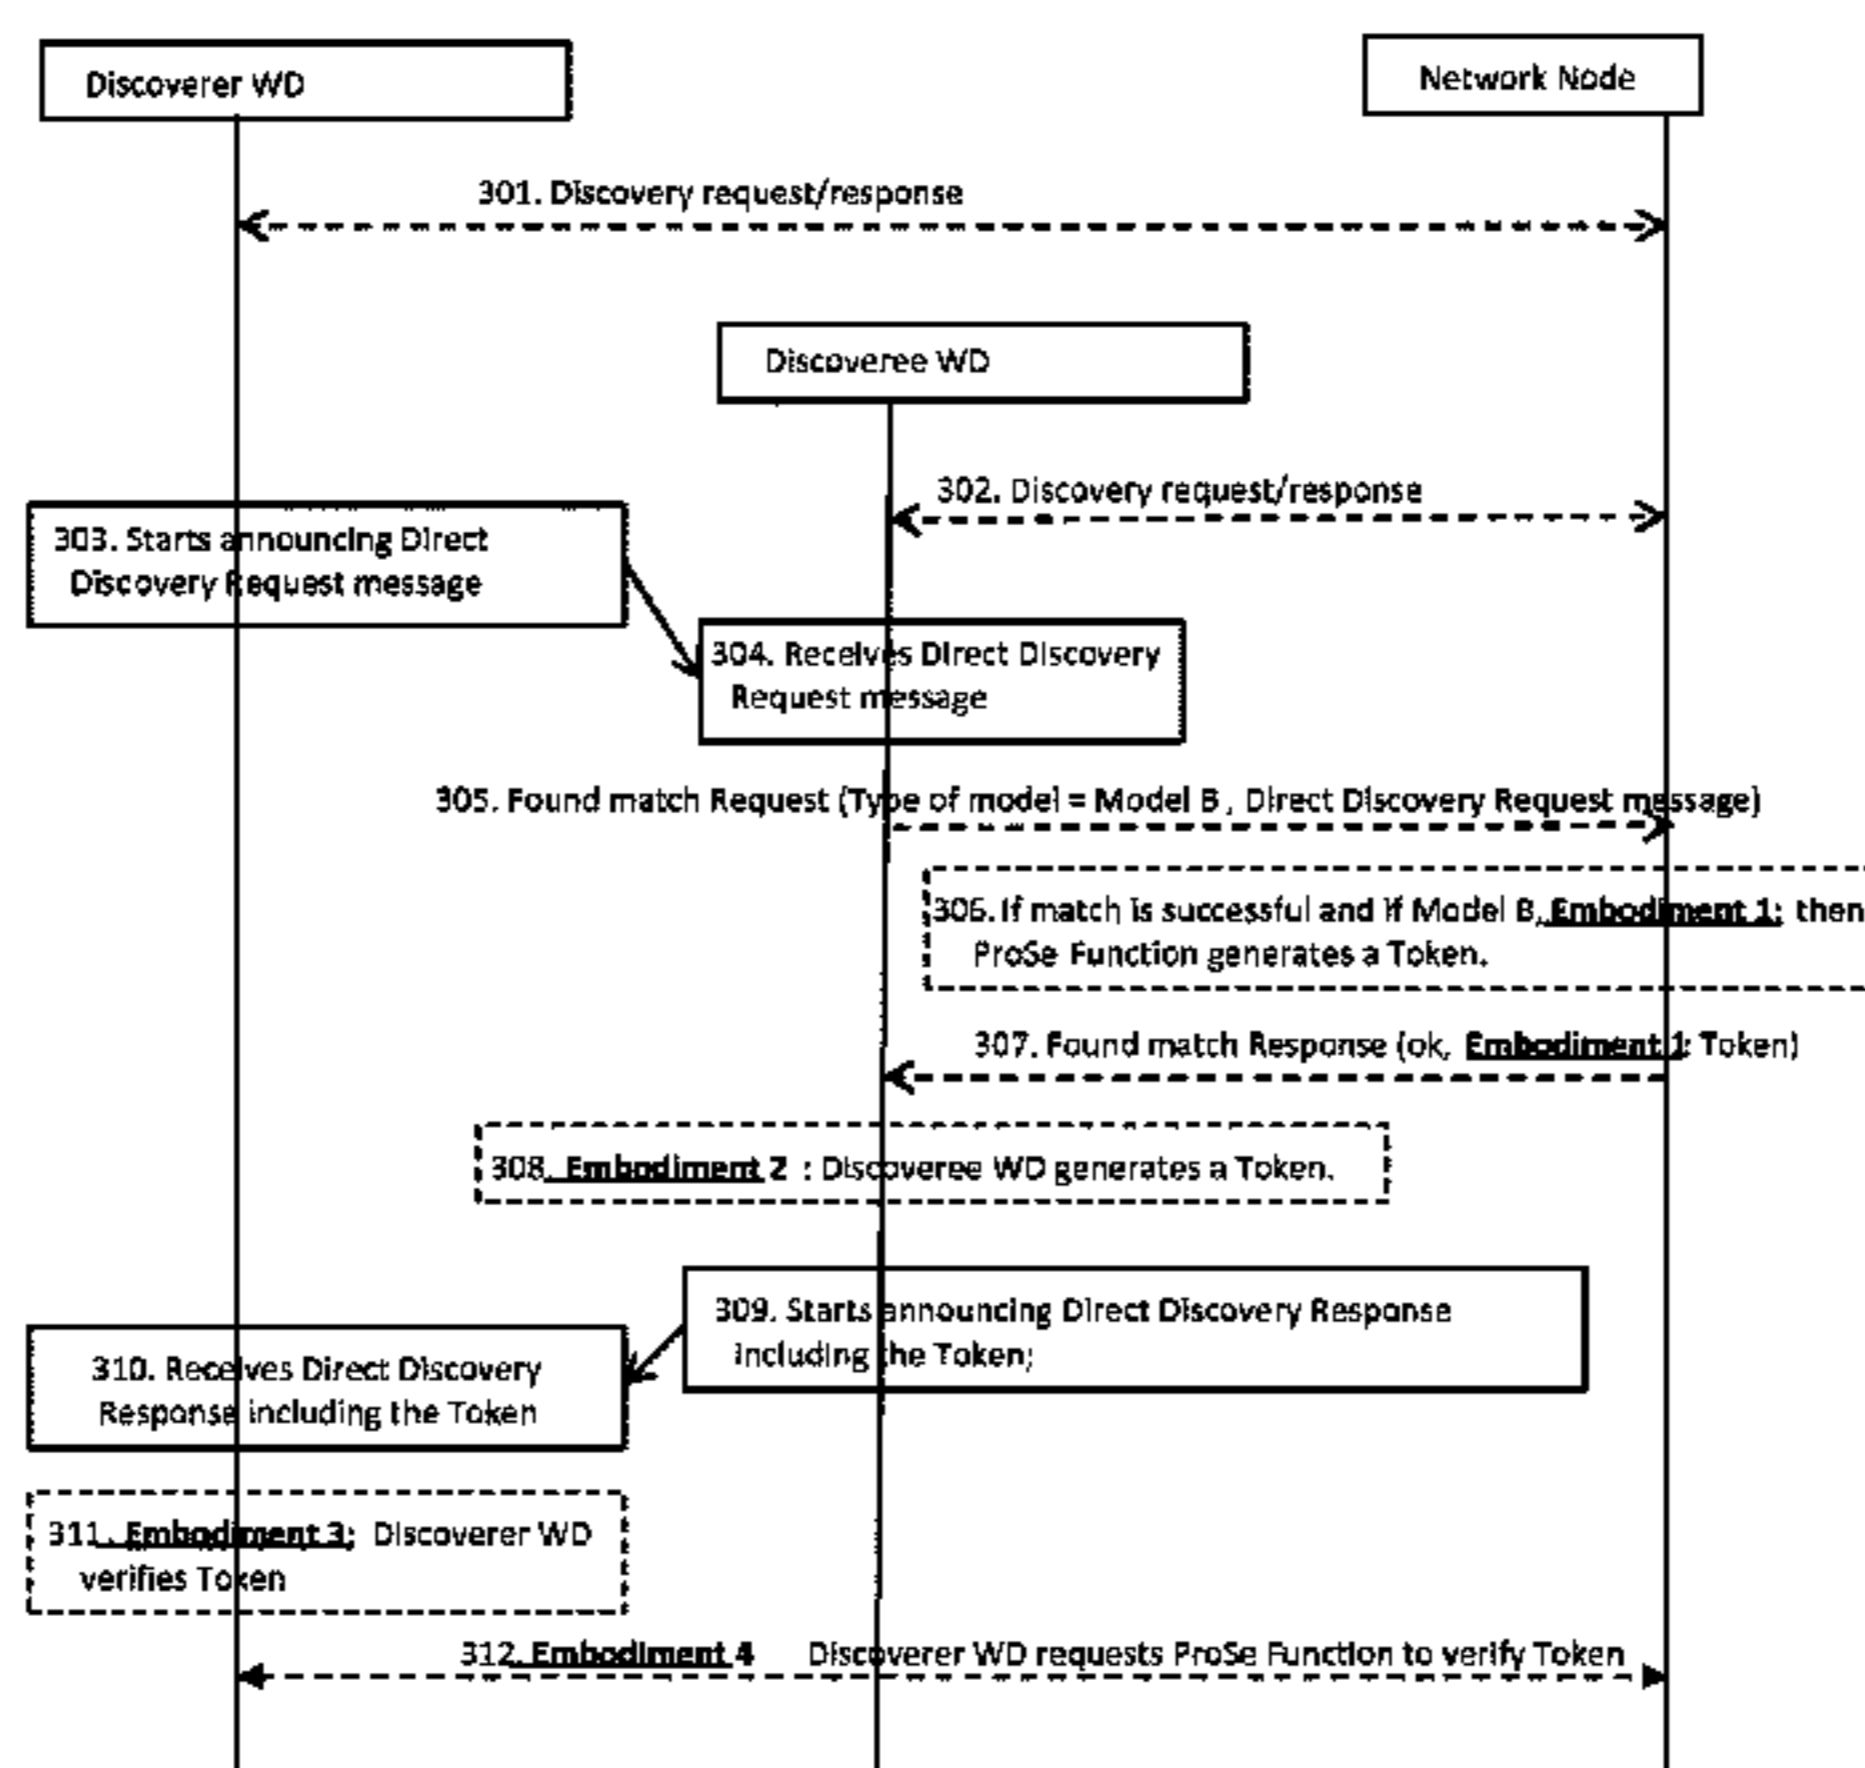 Discoverer WD
Network Node
301. Discovery request/response
Discoveree WD
302. Discovery request/response
303. Starts announcing Direct
Discovery Request message
304. Receives Direct Discovery
Request message
305. Found match Request (Type of model = Model B , Direct Discovery Request message)
306. If match is successful and if Model B, Embodiment 1: then
ProSe Function generates a Token.
307. Found match Response (ok, Embodiment 1: Token)
308. Embodiment 2 : Discoveree WD generates a Token.
309. Starts announcing Direct Discovery Response
including the Token;
310. Receives Direct Discovery
Response including the Token
311. Embodiment 3: Discoverer WD
verifies Token
312. Embodiment 4 Discoverer WD requests ProSe Function to verify Token